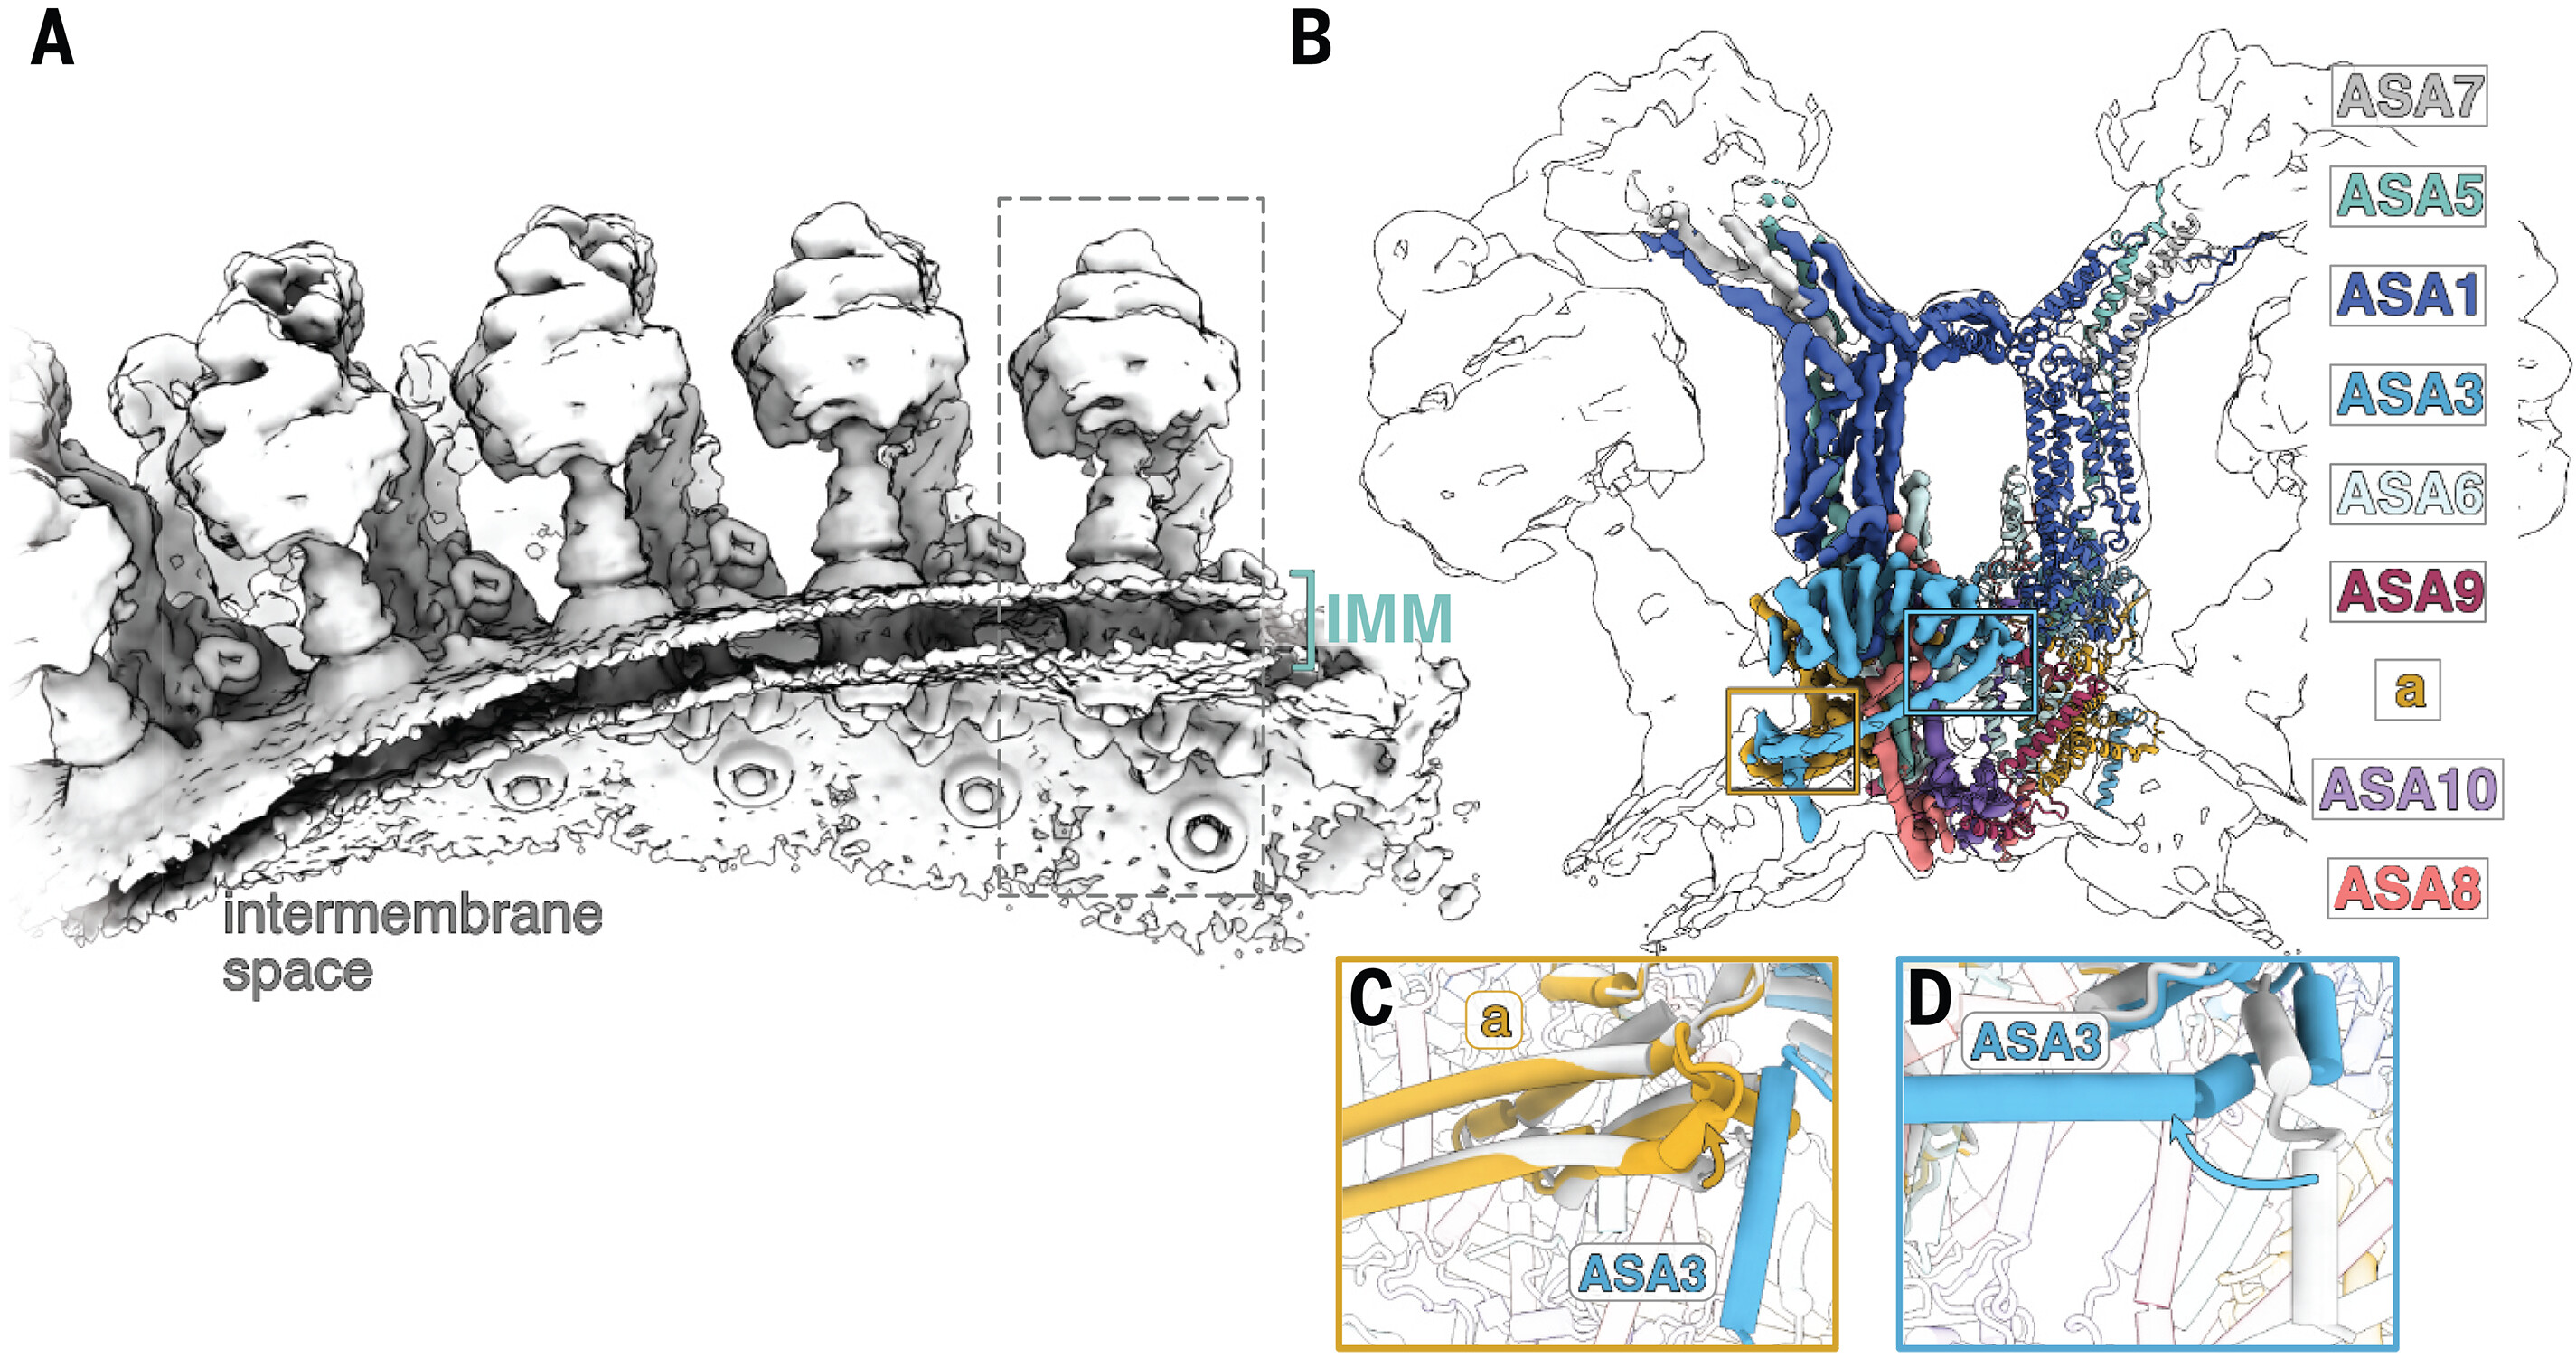 A
B
ASA7
ASA5
ASA1
ASA3
ASA6
ASA9
a
ASA10
ASA8
IMM
intermembrane
space
C
a
ASA3
D
ASA3